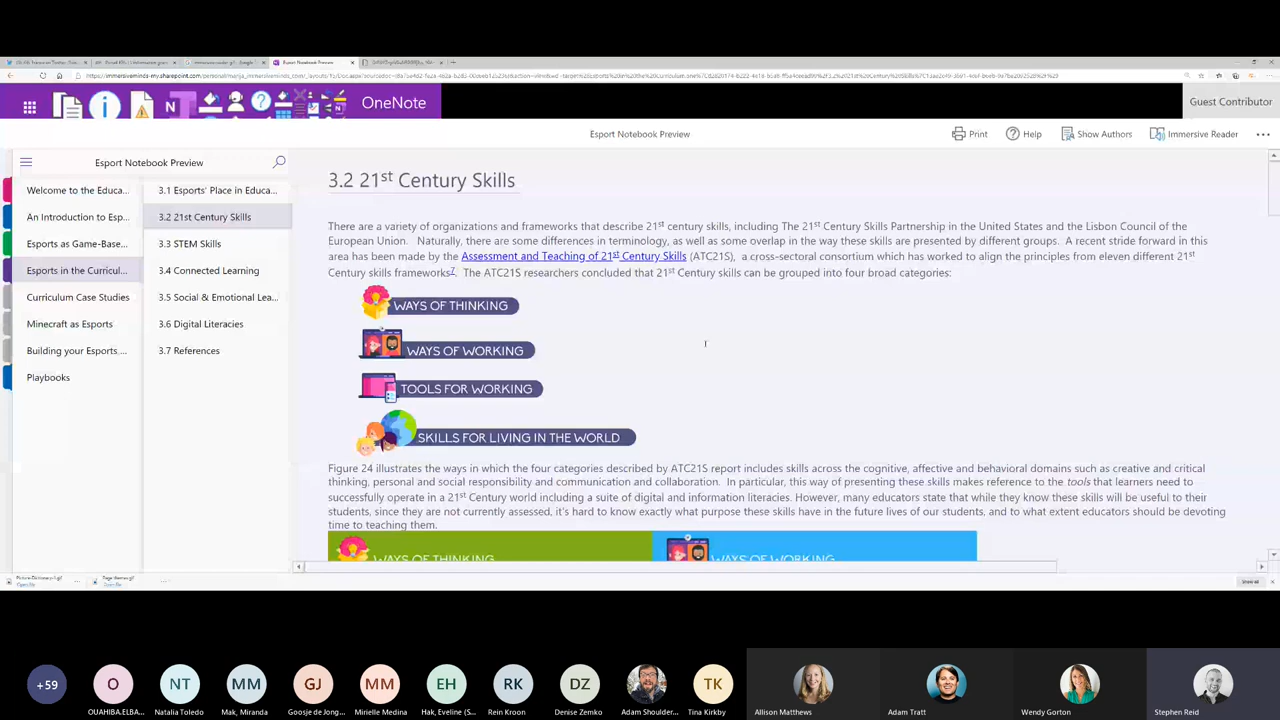 OneNote
Guest Contributor
Esport Notebook Preview
Print
Help
Show Authors
Immersive Reader
Esport Notebook Preview
Welcome to the Educa...
An Introduction to Esp...
Esports as Game-Base...
Esports in the Curricul...
Curriculum Case Studies
Minecraft as Esports
Building your Esports ...
Playbooks
3.1 Esports' Place in Educa...
3.2 21st Century Skills
3.3 STEM Skills
3.4 Connected Learning
3.5 Social & Emotional Lea...
3.6 Digital Literacies
3.7 References
3.2 21st Century Skills
There are a variety of organizations and frameworks that describe 21st century skills, including The 21st Century Skills Partnership in the United States and the Lisbon Council of the
European Union. Naturally, there are some differences in terminology, as well as some overlap in the way these skills are presented by different groups. A recent stride forward in this
area has been made by the Assessment and Teaching of 21st Century Skills (ATC21S), a cross-sectoral consortium which has worked to align the principles from eleven different 21st
Century skills frameworks7. The ATC21S researchers concluded that 21st Century skills can be grouped into four broad categories:
WAYS OF THINKING
WAYS OF WORKING
TOOLS FOR WORKING
SKILLS FOR LIVING IN THE WORLD
Figure 24 illustrates the ways in which the four categories described by ATC21S report includes skills across the cognitive, affective and behavioral domains such as creative and critical
thinking, personal and social responsibility and communication and collaboration. In particular, this way of presenting these skills makes reference to the tools that learners need to
successfully operate in a 21st Century world including a suite of digital and information literacies. However, many educators state that while they know these skills will be useful to their
students, since they are not currently assessed, it's hard to know exactly what purpose these skills have in the future lives of our students, and to what extent educators should be devoting
time to teaching them.
WAYS OF THINKING
WAYS OF WORKING
Show all
+59
O
NT
MM
GJ
MM
EH
RK
DZ
TK
OUAHIBA.ELBA...
Natalia Toledo
Mak, Miranda
Goosje de Jong...
Mirielle Medina
Hak, Eveline (S...
Rein Kroon
Denise Zemko
Adam Shoulder...
Tina Kirkby
Allison Matthews
Adam Tratt
Wendy Gorton
Stephen Reid